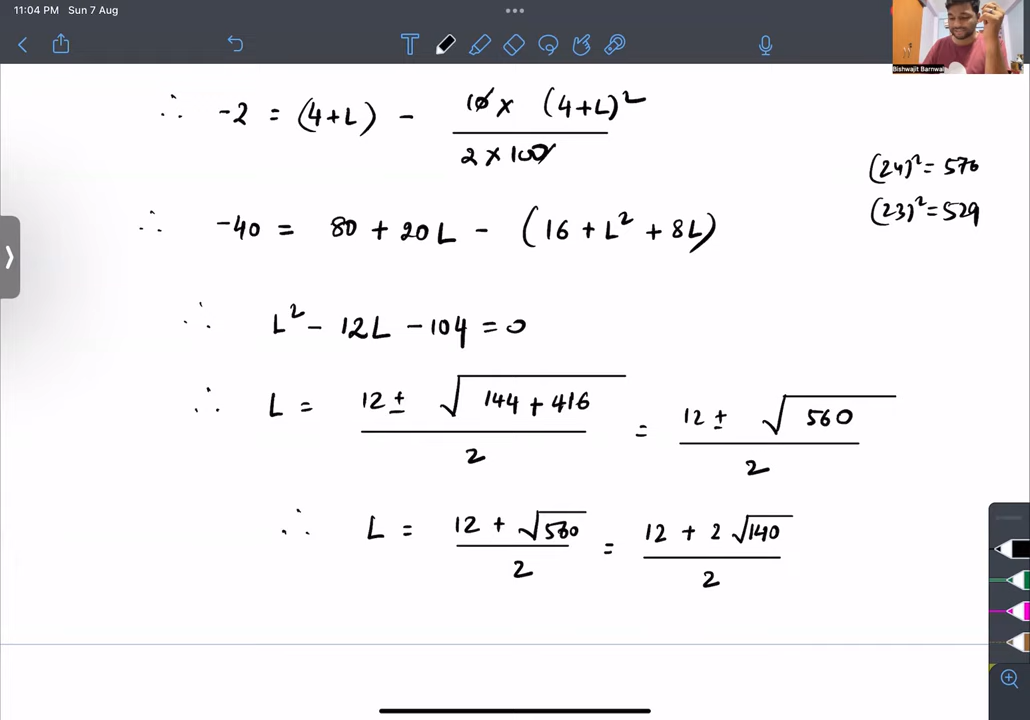 11:04 PM Sun 7 Aug
T
Bishwajit Barnwal
∴ -2 = (4+L) - 10 × (4+L)² / 2 × 100
(24)² = 576
(23)² = 529
∴ -40 = 80 + 20L - (16 + L² + 8L)
∴ L² - 12L - 104 = 0
∴ L = 12 ± √144 + 416 / 2 = 12 ± √560 / 2
∴ L = 12 + √560 / 2 = 12 + 2√140 / 2